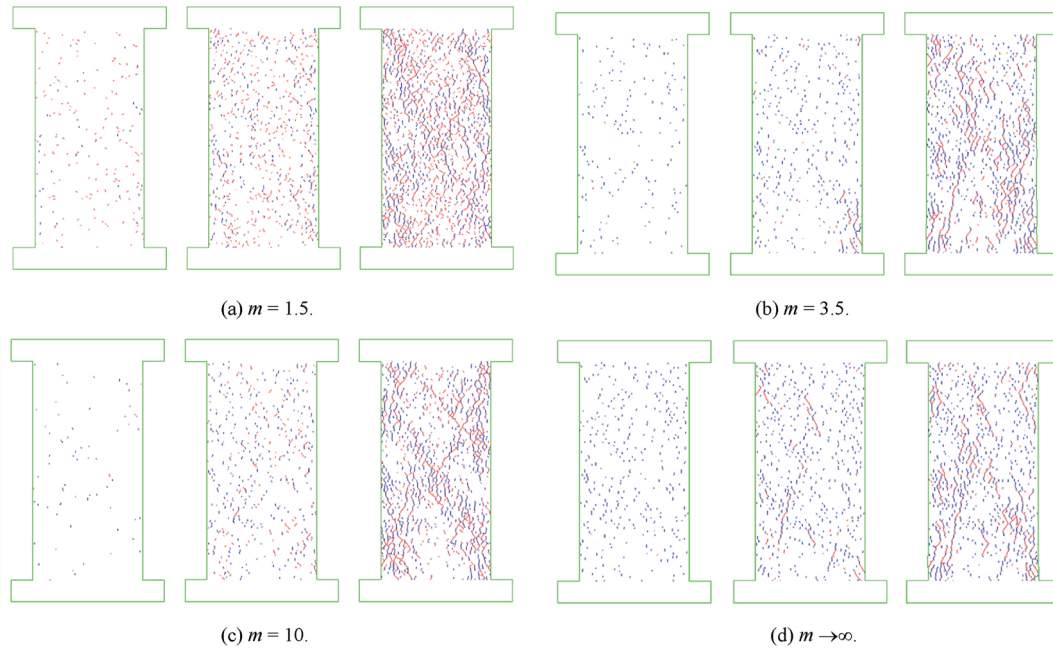 (a) m = 1.5.
(b) m = 3.5.
(c) m = 10.
(d) m →∞.